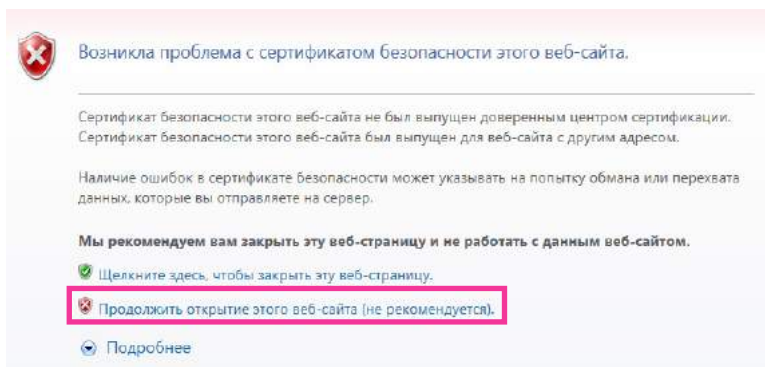 Возникла проблема с сертификатом безопасности этого веб-сайта.
Сертификат безопасности этого веб-сайта не был выпущен доверенным центром сертификации.
Сертификат безопасности этого веб-сайта был выпущен для веб-сайта с другим адресом.
Наличие ошибок в сертификате безопасности может указывать на попытку обмана или перехвата
данных, которые вы отправляете на сервер.
Мы рекомендуем вам закрыть эту веб-страницу и не работать с данным веб-сайтом.
Щелкните здесь, чтобы закрыть эту веб-страницу.
Продолжить открытие этого веб-сайта (не рекомендуется).
Подробнее